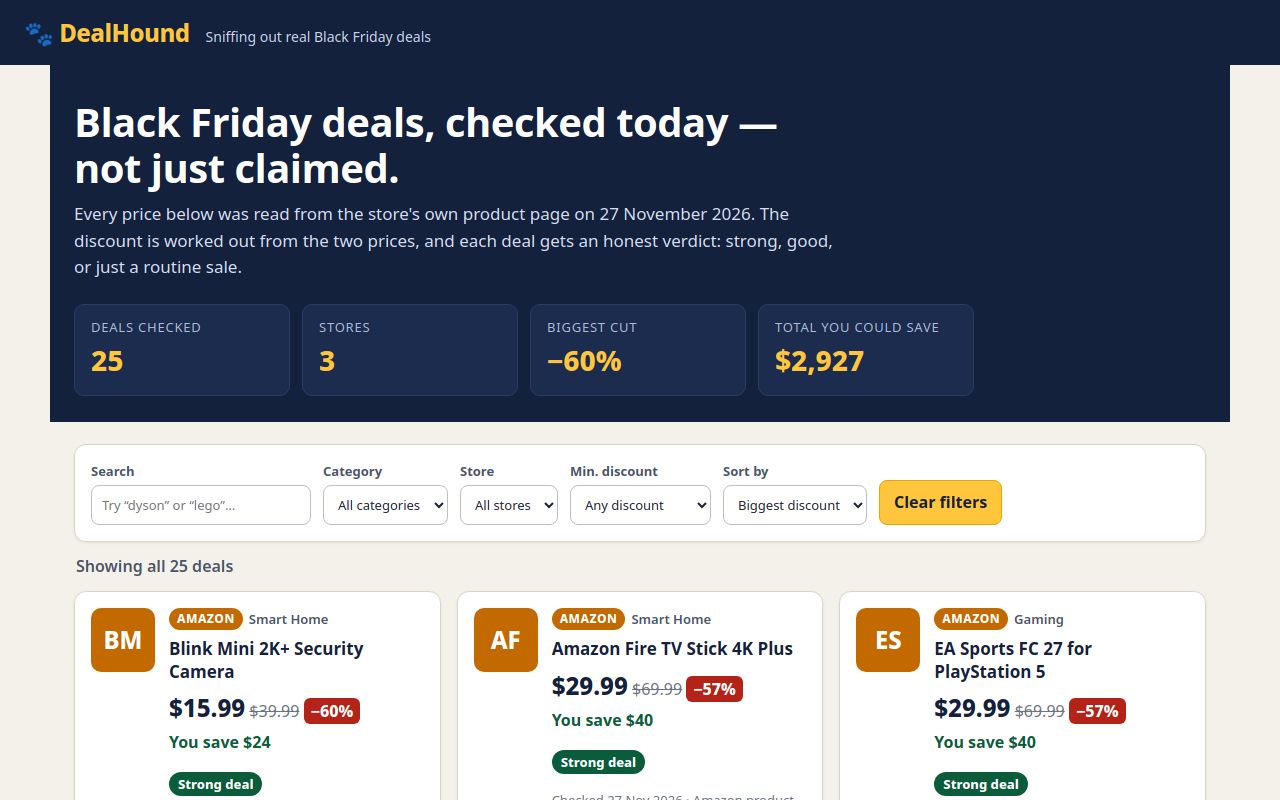 DealHound Sniffing out real Black Friday deals
Black Friday deals, checked today —
not just claimed.
Every price below was read from the store's own product page on 27 November 2026. The
discount is worked out from the two prices, and each deal gets an honest verdict: strong, good,
or just a routine sale.
DEALS CHECKED
25
STORES
3
BIGGEST CUT
−60%
TOTAL YOU COULD SAVE
$2,927
Search
Try “dyson” or “lego”…
Category
All categories
Store
All stores
Min. discount
Any discount
Sort by
Biggest discount
Clear filters
Showing all 25 deals
BM
AMAZON Smart Home
Blink Mini 2K+ Security
Camera
$15.99 $39.99 −60%
You save $24
Strong deal
AF
AMAZON Smart Home
Amazon Fire TV Stick 4K Plus
$29.99 $69.99 −57%
You save $40
Strong deal
Checked 27 Nov 2026 · Amazon product
ES
AMAZON Gaming
EA Sports FC 27 for
PlayStation 5
$29.99 $69.99 −57%
You save $40
Strong deal